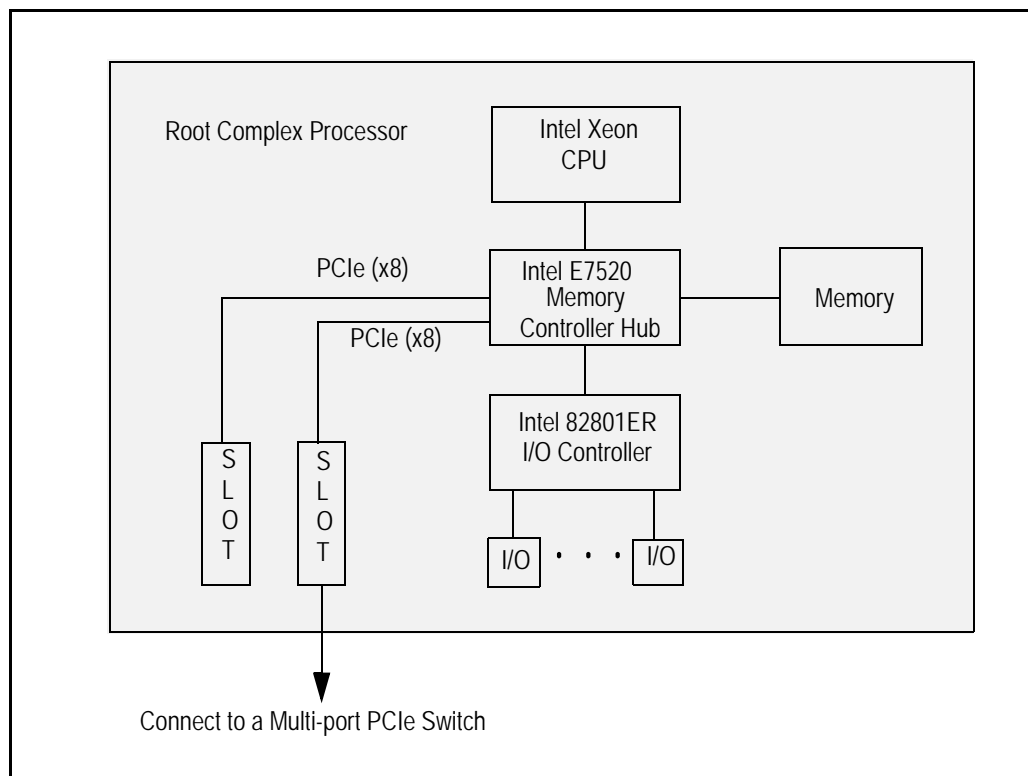 Root Complex Processor
Intel Xeon
CPU
PCIe (x8)
Intel E7520
Memory
Controller Hub
Memory
PCIe (x8)
Intel 82801ER
I/O Controller
S
L
O
T
S
L
O
T
I/O
I/O
Connect to a Multi-port PCIe Switch